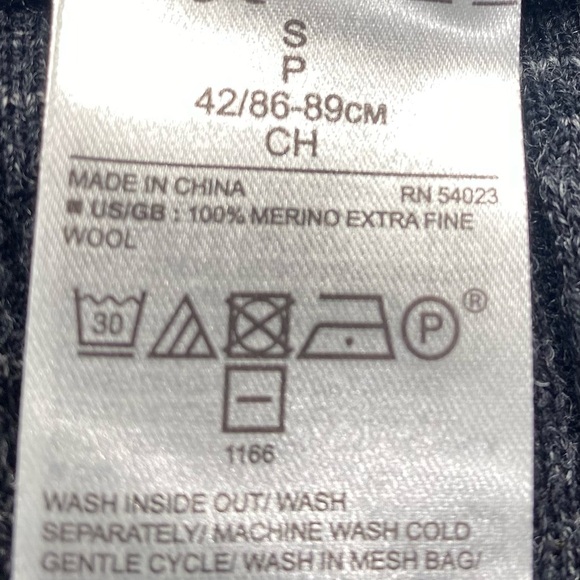 S
P
42/86-89CM
CH
MADE IN CHINA RN 54023
US/GB : 100% MERINO EXTRA FINE
WOOL
30 P ®
1166
WASH INSIDE OUT/ WASH
SEPARATELY/ MACHINE WASH COLD
GENTLE CYCLE/ WASH IN MESH BAG/